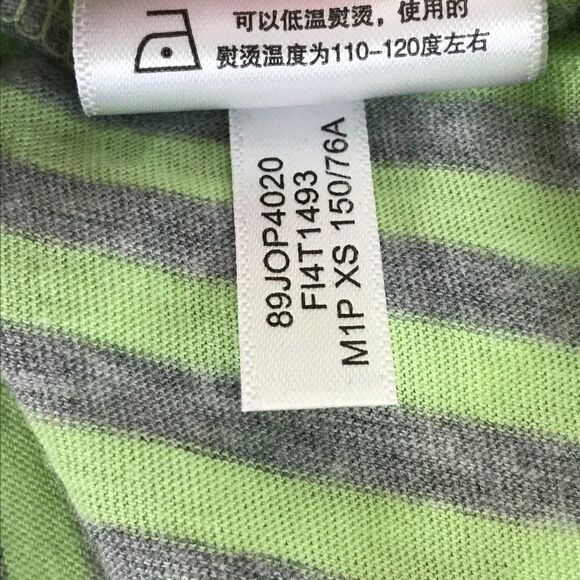 可以低温熨烫，使用的
熨烫温度为110-120度左右
89JOP4020
FI4T1493
M1P XS 150/76A